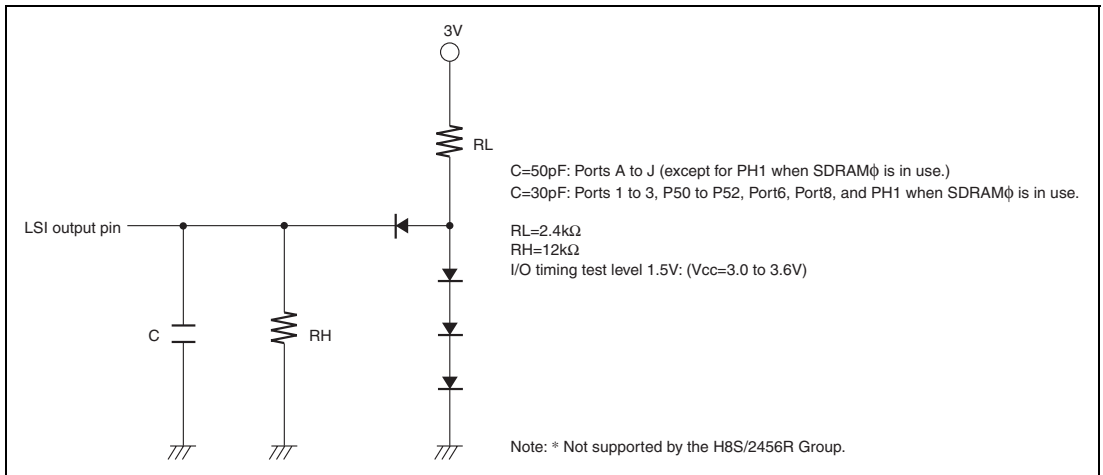 3V
RL
C=50pF: Ports A to J (except for PH1 when SDRAMϕ is in use.)
C=30pF: Ports 1 to 3, P50 to P52, Port6, Port8, and PH1 when SDRAMϕ is in use.
LSI output pin
RL=2.4kΩ
RH=12kΩ
I/O timing test level 1.5V: (Vcc=3.0 to 3.6V)
C
RH
Note: * Not supported by the H8S/2456R Group.